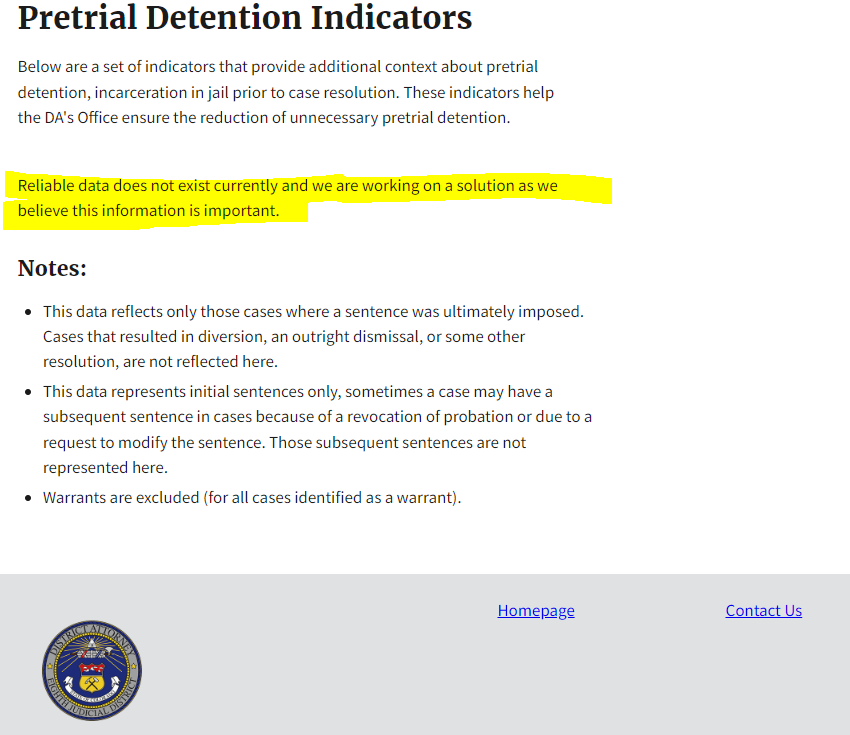 Pretrial Detention Indicators
Below are a set of indicators that provide additional context about pretrial
detention, incarceration in jail prior to case resolution. These indicators help
the DA's Office ensure the reduction of unnecessary pretrial detention.
Reliable data does not exist currently and we are working on a solution as we
believe this information is important.
Notes:
• This data reflects only those cases where a sentence was ultimately imposed.
Cases that resulted in diversion, an outright dismissal, or some other
resolution, are not reflected here.
• This data represents initial sentences only, sometimes a case may have a
subsequent sentence in cases because of a revocation of probation or due to a
request to modify the sentence. Those subsequent sentences are not
represented here.
• Warrants are excluded (for all cases identified as a warrant).
Homepage
Contact Us
DISTRICT ATTORNEY
EIGHTH JUDICIAL DISTRICT